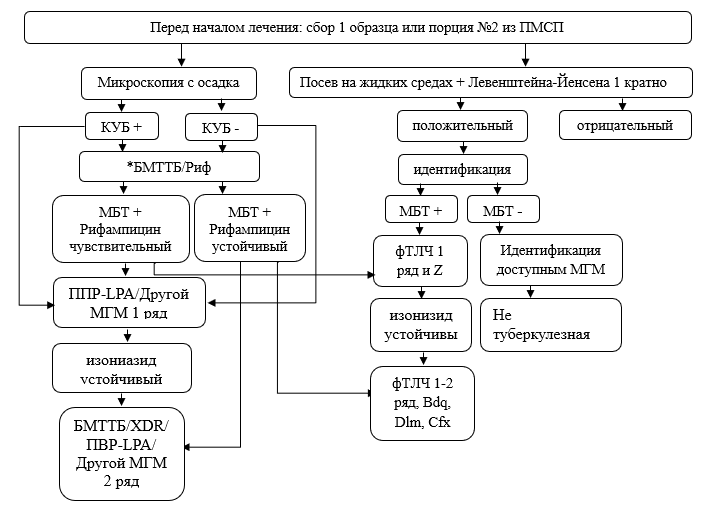 Перед началом лечения: сбор 1 образца или порция №2 из ПМСП
Микроскопия с осадка
Посев на жидких средах + Левенштейна-Йенсена 1 кратно
КУБ +
КУБ -
положительный
отрицательный
*БМТТБ/Риф
идентификация
МБТ +
Рифампицин
чувствительный
МБТ +
Рифампицин
устойчивый
МБТ +
МБТ -
фТЛЧ 1
ряд и Z
Идентификация
доступным МГМ
ППР-LPA/Другой
МГМ 1 ряд
изонизид
устойчивы
Не
туберкулезная
изониазид
устойчивый
фТЛЧ 1-2
ряд, Bdq,
Dlm, Cfx
БМТТБ/XDR/
ПВР-LPA/
Другой МГМ
2 ряд